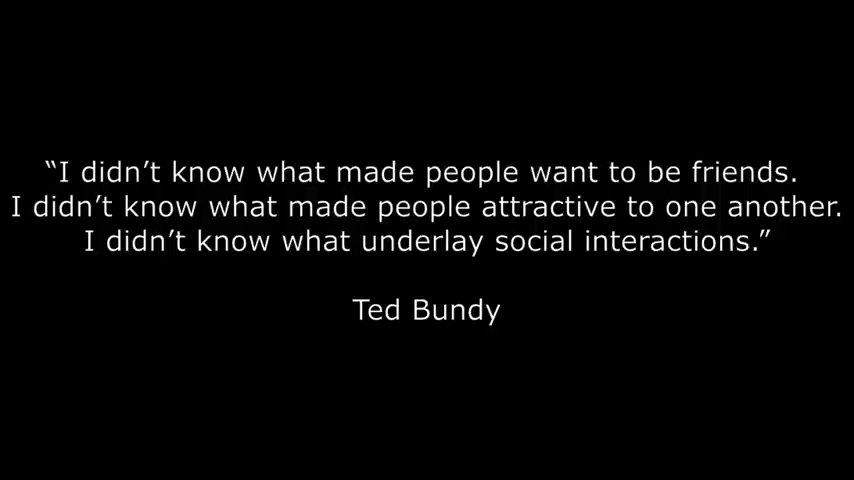 “I didn’t know what made people want to be friends.
I didn’t know what made people attractive to one another.
I didn’t know what underlay social interactions.”
Ted Bundy